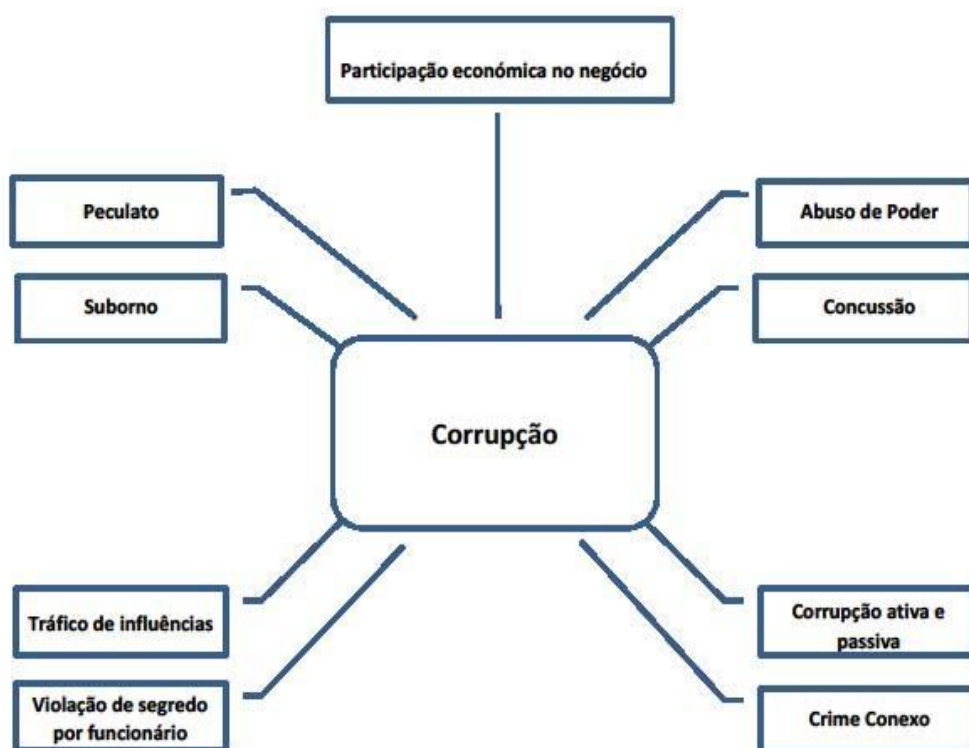 Participação económica no negócio
Peculato
Abuso de Poder
Suborno
Concussão
Corrupção
Tráfico de influências
Corrupção ativa e
passiva
Violação de segredo
por funcionário
Crime Conexo